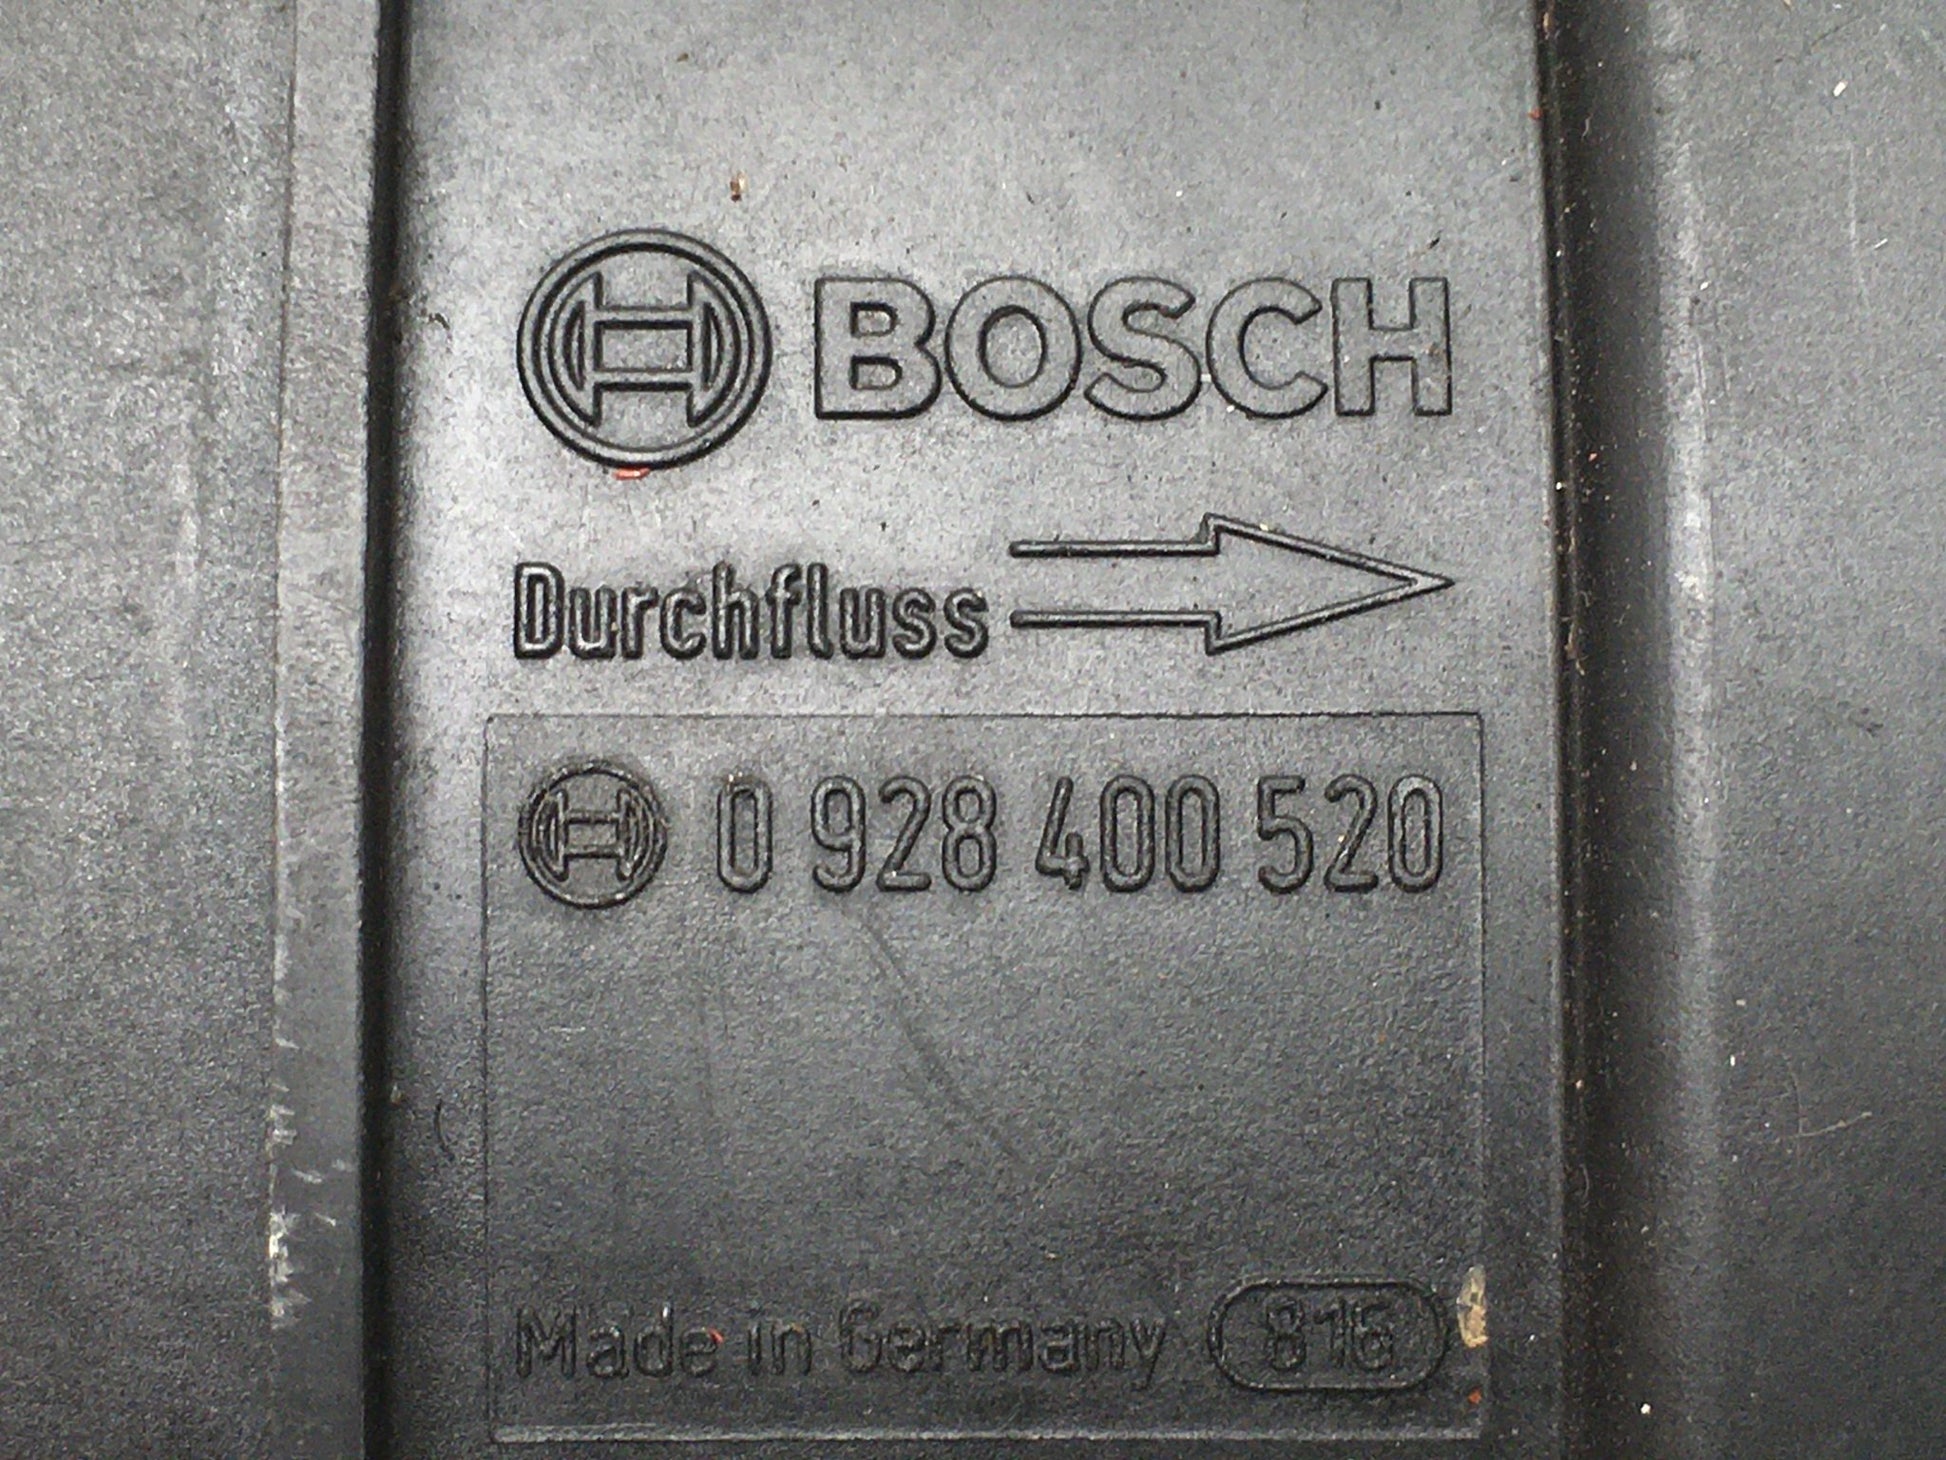 BOSCH
Durchfluss
0 928 400 520
Made in Germany 816